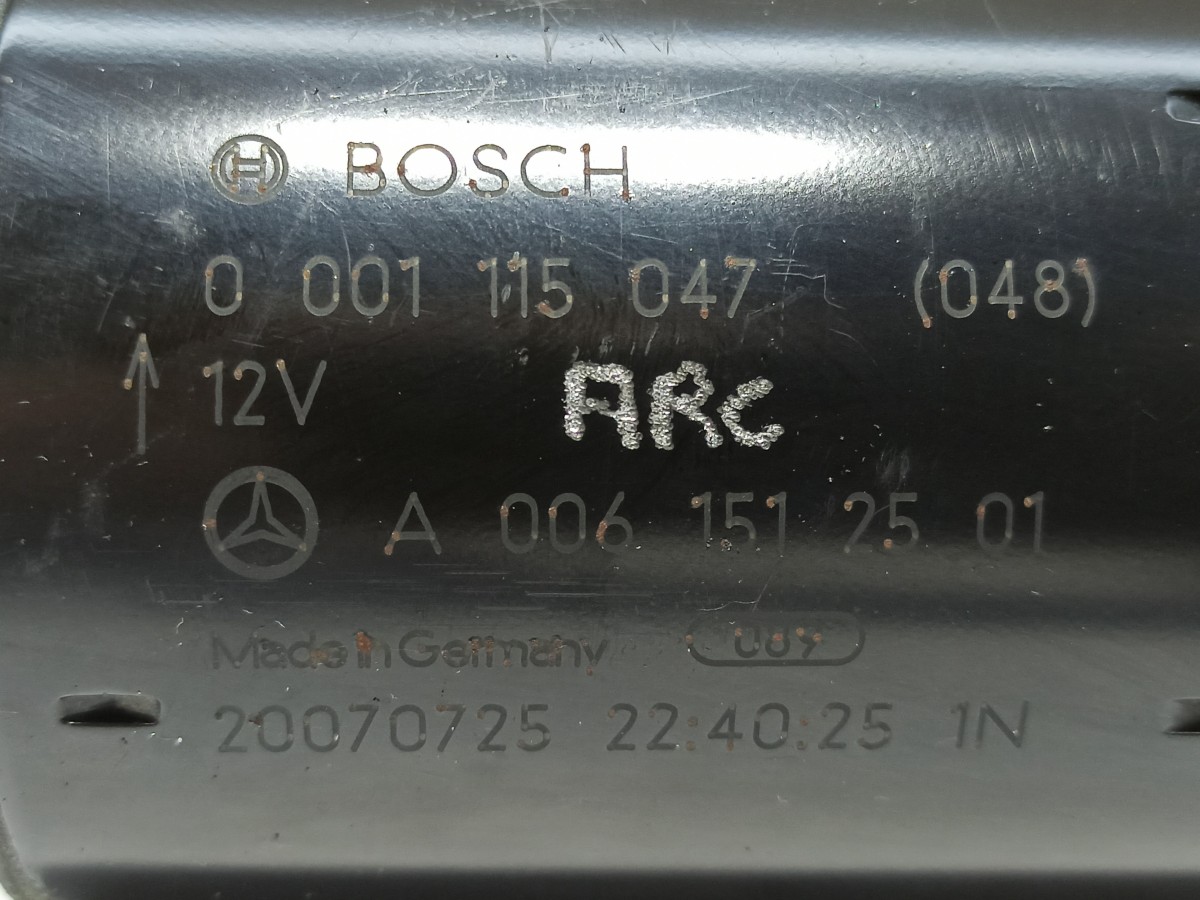 BOSCH
0 001 115 047 (048)
12V
ARC
A 006 151 25 01
Made in Germany 089
20070725 22:40:25 1N